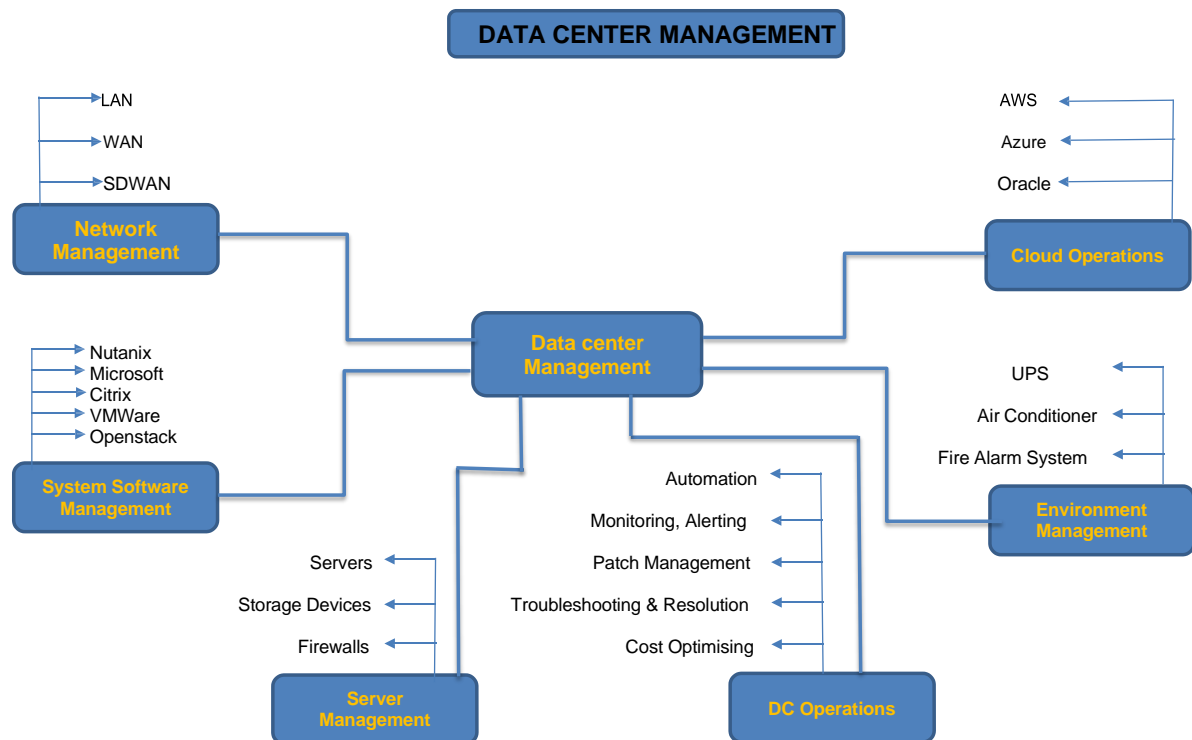 DATA CENTER MANAGEMENT
LAN
WAN
SDWAN
Network
Management
AWS
Azure
Oracle
Cloud Operations
Data center
Management
Nutanix
Microsoft
Citrix
VMWare
Openstack
System Software
Management
UPS
Air Conditioner
Fire Alarm System
Environment
Management
Servers
Storage Devices
Firewalls
Server
Management
Automation
Monitoring, Alerting
Patch Management
Troubleshooting & Resolution
Cost Optimising
DC Operations